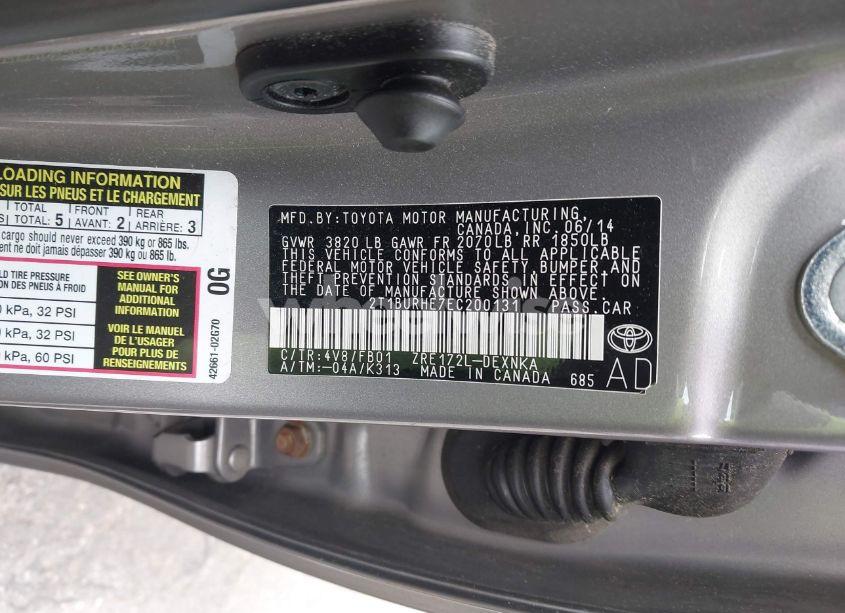 LOADING INFORMATION
SUR LES PNEUS ET LE CHARGEMENT
TOTAL FRONT REAR
TOTAL: 5 AVANT: 2 ARRIÈRE: 3
cargo should never exceed 390 kg or 865 lbs.
ne doit jamais dépasser 390 kg ou 865 lb.
TIRE PRESSURE
DES PNEUS À FROID
kPa, 32 PSI
kPa, 32 PSI
kPa, 60 PSI
SEE OWNER'S
MANUAL FOR
ADDITIONAL
INFORMATION
VOIR LE MANUEL
DE L'USAGER
POUR PLUS DE
RENSEIGNEMENTS
0G
42661-02G70
MFD.BY:TOYOTA MOTOR MANUFACTURING,
CANADA,INC. 06/14
GVWR 3820LB GAWR FR 2070LB RR 1850LB
THIS VEHICLE CONFORMS TO ALL APPLICABLE
FEDERAL MOTOR VEHICLE SAFETY,BUMPER,AND
THEFT PREVENTION STANDARDS IN EFFECT ON
THE DATE OF MANUFACTURE SHOWN ABOVE.
2T1BURHE7EC200131 PASS.CAR
C/TR:4V8/FB01 ZRE172L-DEXNKA
A/TM:-04A/K313 MADE IN CANADA 685
AD